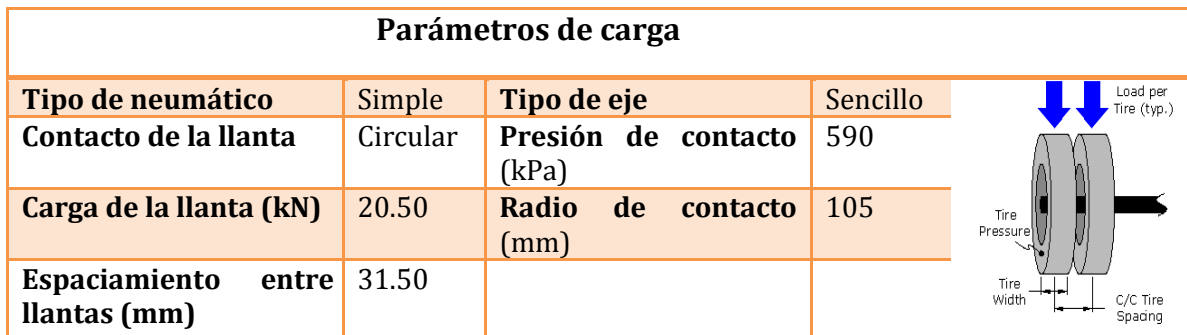 Parámetros de carga
Tipo de neumático Simple Tipo de eje Sencillo
Contacto de la llanta Circular Presión de contacto (kPa) 590
Carga de la llanta (kN) 20.50 Radio de contacto (mm) 105
Espaciamiento entre llantas (mm) 31.50
Load per
Tire (typ.)
Tire
Pressure
Tire
Width
C/C Tire
Spacing